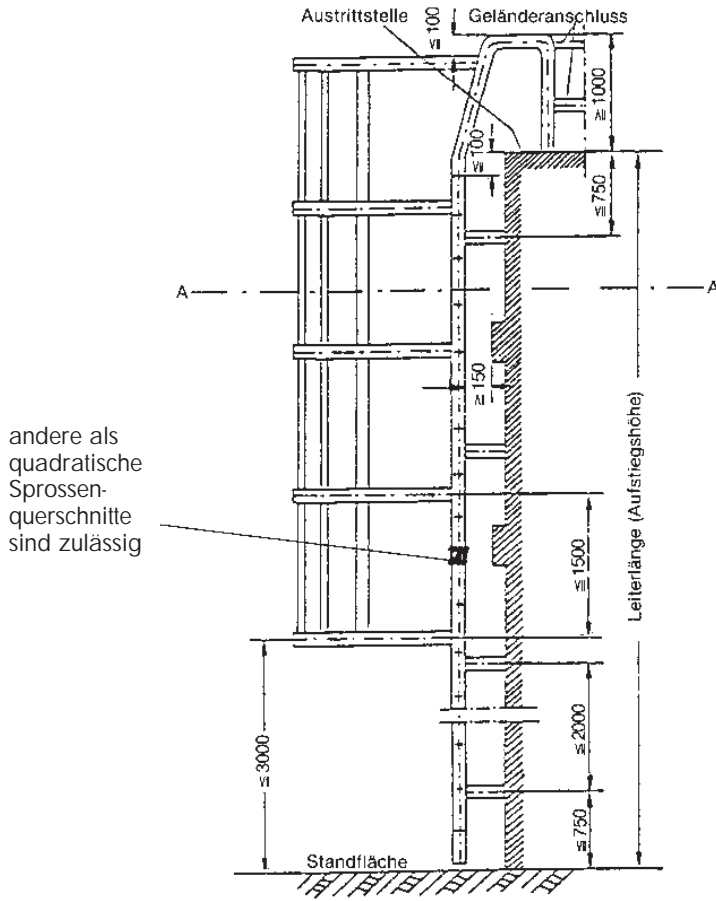 Austrittstelle
Geländeranschluss
≤ 100
≥ 1000
≤ 100
≤ 750
A
A
≥ 150
andere als
quadratische
Sprossen-
querschnitte
sind zulässig
Leiterlänge (Aufstiegshöhe)
≤ 1500
≤ 2000
≤ 3000
≤ 750
Standfläche